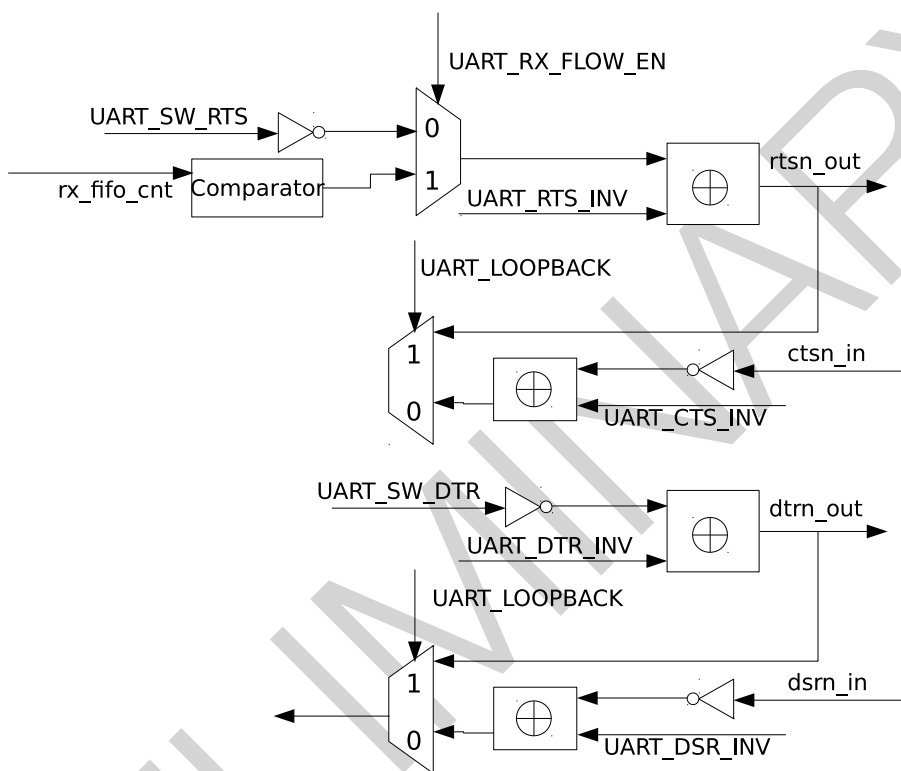 UART_RX_FLOW_EN
UART_SW_RTS
0
rx_fifo_cnt
Comparator
1
rtsn_out
UART_RTS_INV
UART_LOOPBACK
1
ctsn_in
0
UART_CTS_INV
UART_SW_DTR
dtrn_out
UART_DTR_INV
UART_LOOPBACK
1
dsrn_in
0
UART_DSR_INV